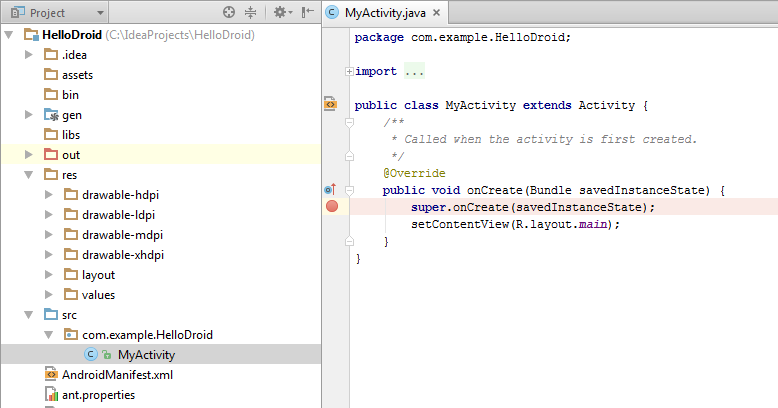 Project
HelloDroid (C:\IdeaProjects\HelloDroid)
.idea
assets
bin
gen
libs
out
res
drawable-hdpi
drawable-ldpi
drawable-mdpi
drawable-xhdpi
layout
values
src
com.example.HelloDroid
MyActivity
AndroidManifest.xml
ant.properties
MyActivity.java
package com.example.HelloDroid;
import ...
public class MyActivity extends Activity {
/**
* Called when the activity is first created.
*/
@Override
public void onCreate(Bundle savedInstanceState) {
super.onCreate(savedInstanceState);
setContentView(R.layout.main);
}
}